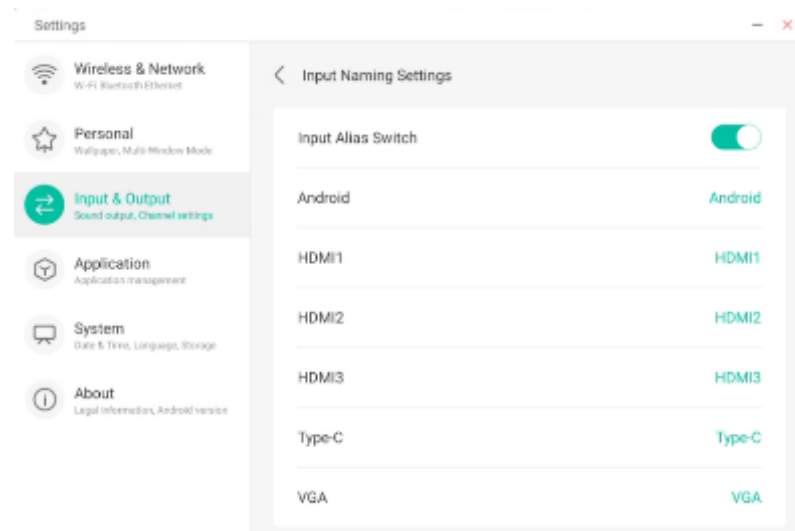 Settings
Wireless & Network
Wi-Fi Bluetooth Ethernet
Personal
Wallpaper, Multi-Window Mode
Input & Output
Sound output, Channel settings
Application
Application management
System
Date & Time, Language, Storage
About
Legal information, Android version
Input Naming Settings
Input Alias Switch
Android Android
HDMI1 HDMI1
HDMI2 HDMI2
HDMI3 HDMI3
Type-C Type-C
VGA VGA